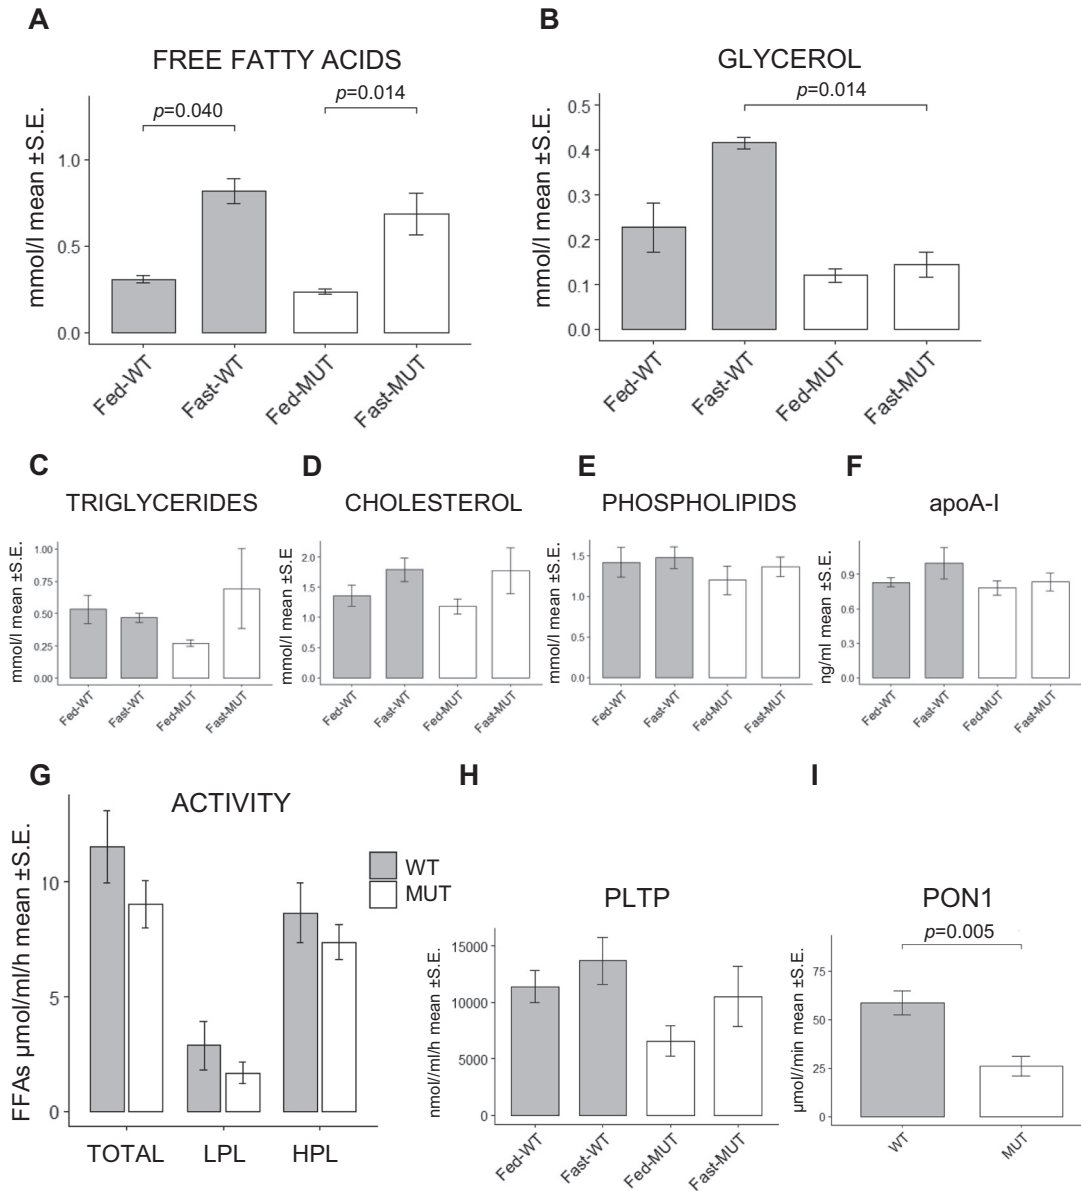 A
FREE FATTY ACIDS
mmol/l mean ±S.E.
1.0
0.5
0.0
p=0.040
p=0.014
Fed-WT
Fast-WT
Fed-MUT
Fast-MUT
B
GLYCEROL
mmol/l mean ±S.E.
0.5
0.4
0.3
0.2
0.1
0.0
p=0.014
Fed-WT
Fast-WT
Fed-MUT
Fast-MUT
C
TRIGLYCERIDES
mmol/l mean ±S.E.
1.00
0.75
0.50
0.25
0.00
Fed-WT
Fast-WT
Fed-MUT
Fast-MUT
D
CHOLESTEROL
mmol/l mean ±S.E
2.0
1.5
1.0
0.5
0.0
Fed-WT
Fast-WT
Fed-MUT
Fast-MUT
E
PHOSPHOLIPIDS
mmol/l mean ±S.E.
1.5
1.0
0.5
0.0
Fed-WT
Fast-WT
Fed-MUT
Fast-MUT
F
apoA-I
ng/ml mean ±S.E.
0.9
0.6
0.3
0.0
Fed-WT
Fast-WT
Fed-MUT
Fast-MUT
G
ACTIVITY
FFAs µmol/ml/h mean ±S.E.
10
5
0
TOTAL
LPL
HPL
WT
MUT
H
PLTP
nmol//ml/h mean ±S.E.
15000
10000
5000
0
Fed-WT
Fast-WT
Fed-MUT
Fast-MUT
I
PON1
p=0.005
µmol//min mean ±S.E.
75
50
25
0
WT
MUT